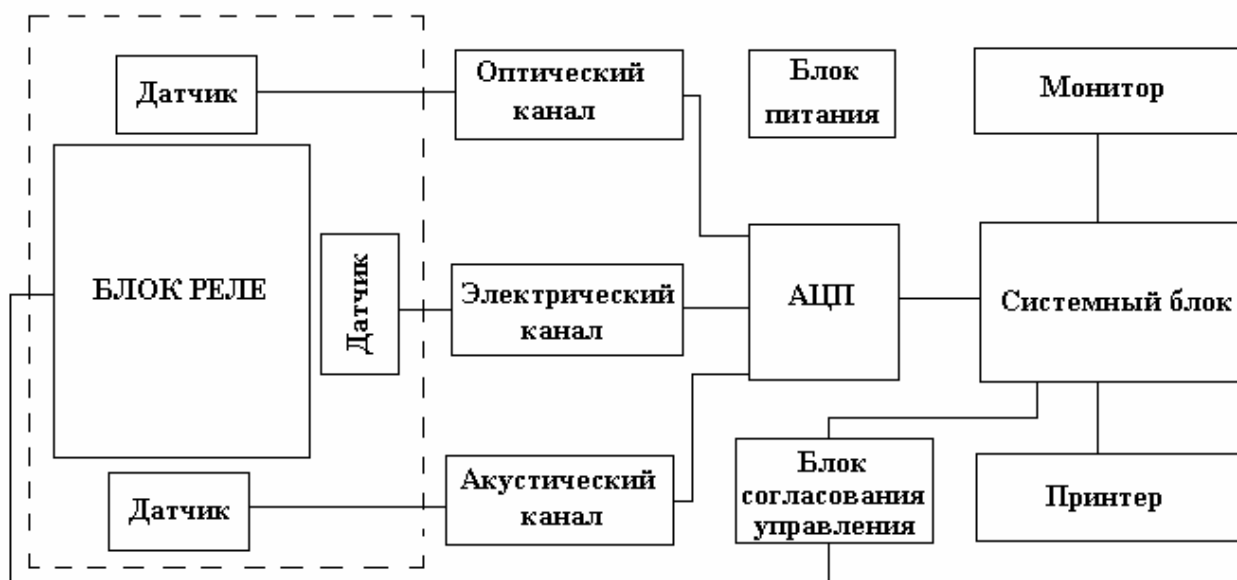 Датчик
Оптический
канал
Блок
питания
Монитор
БЛОК РЕЛЕ
Датчик
Электрический
канал
АЦП
Системный блок
Датчик
Акустический
канал
Блок
согласования
управления
Принтер